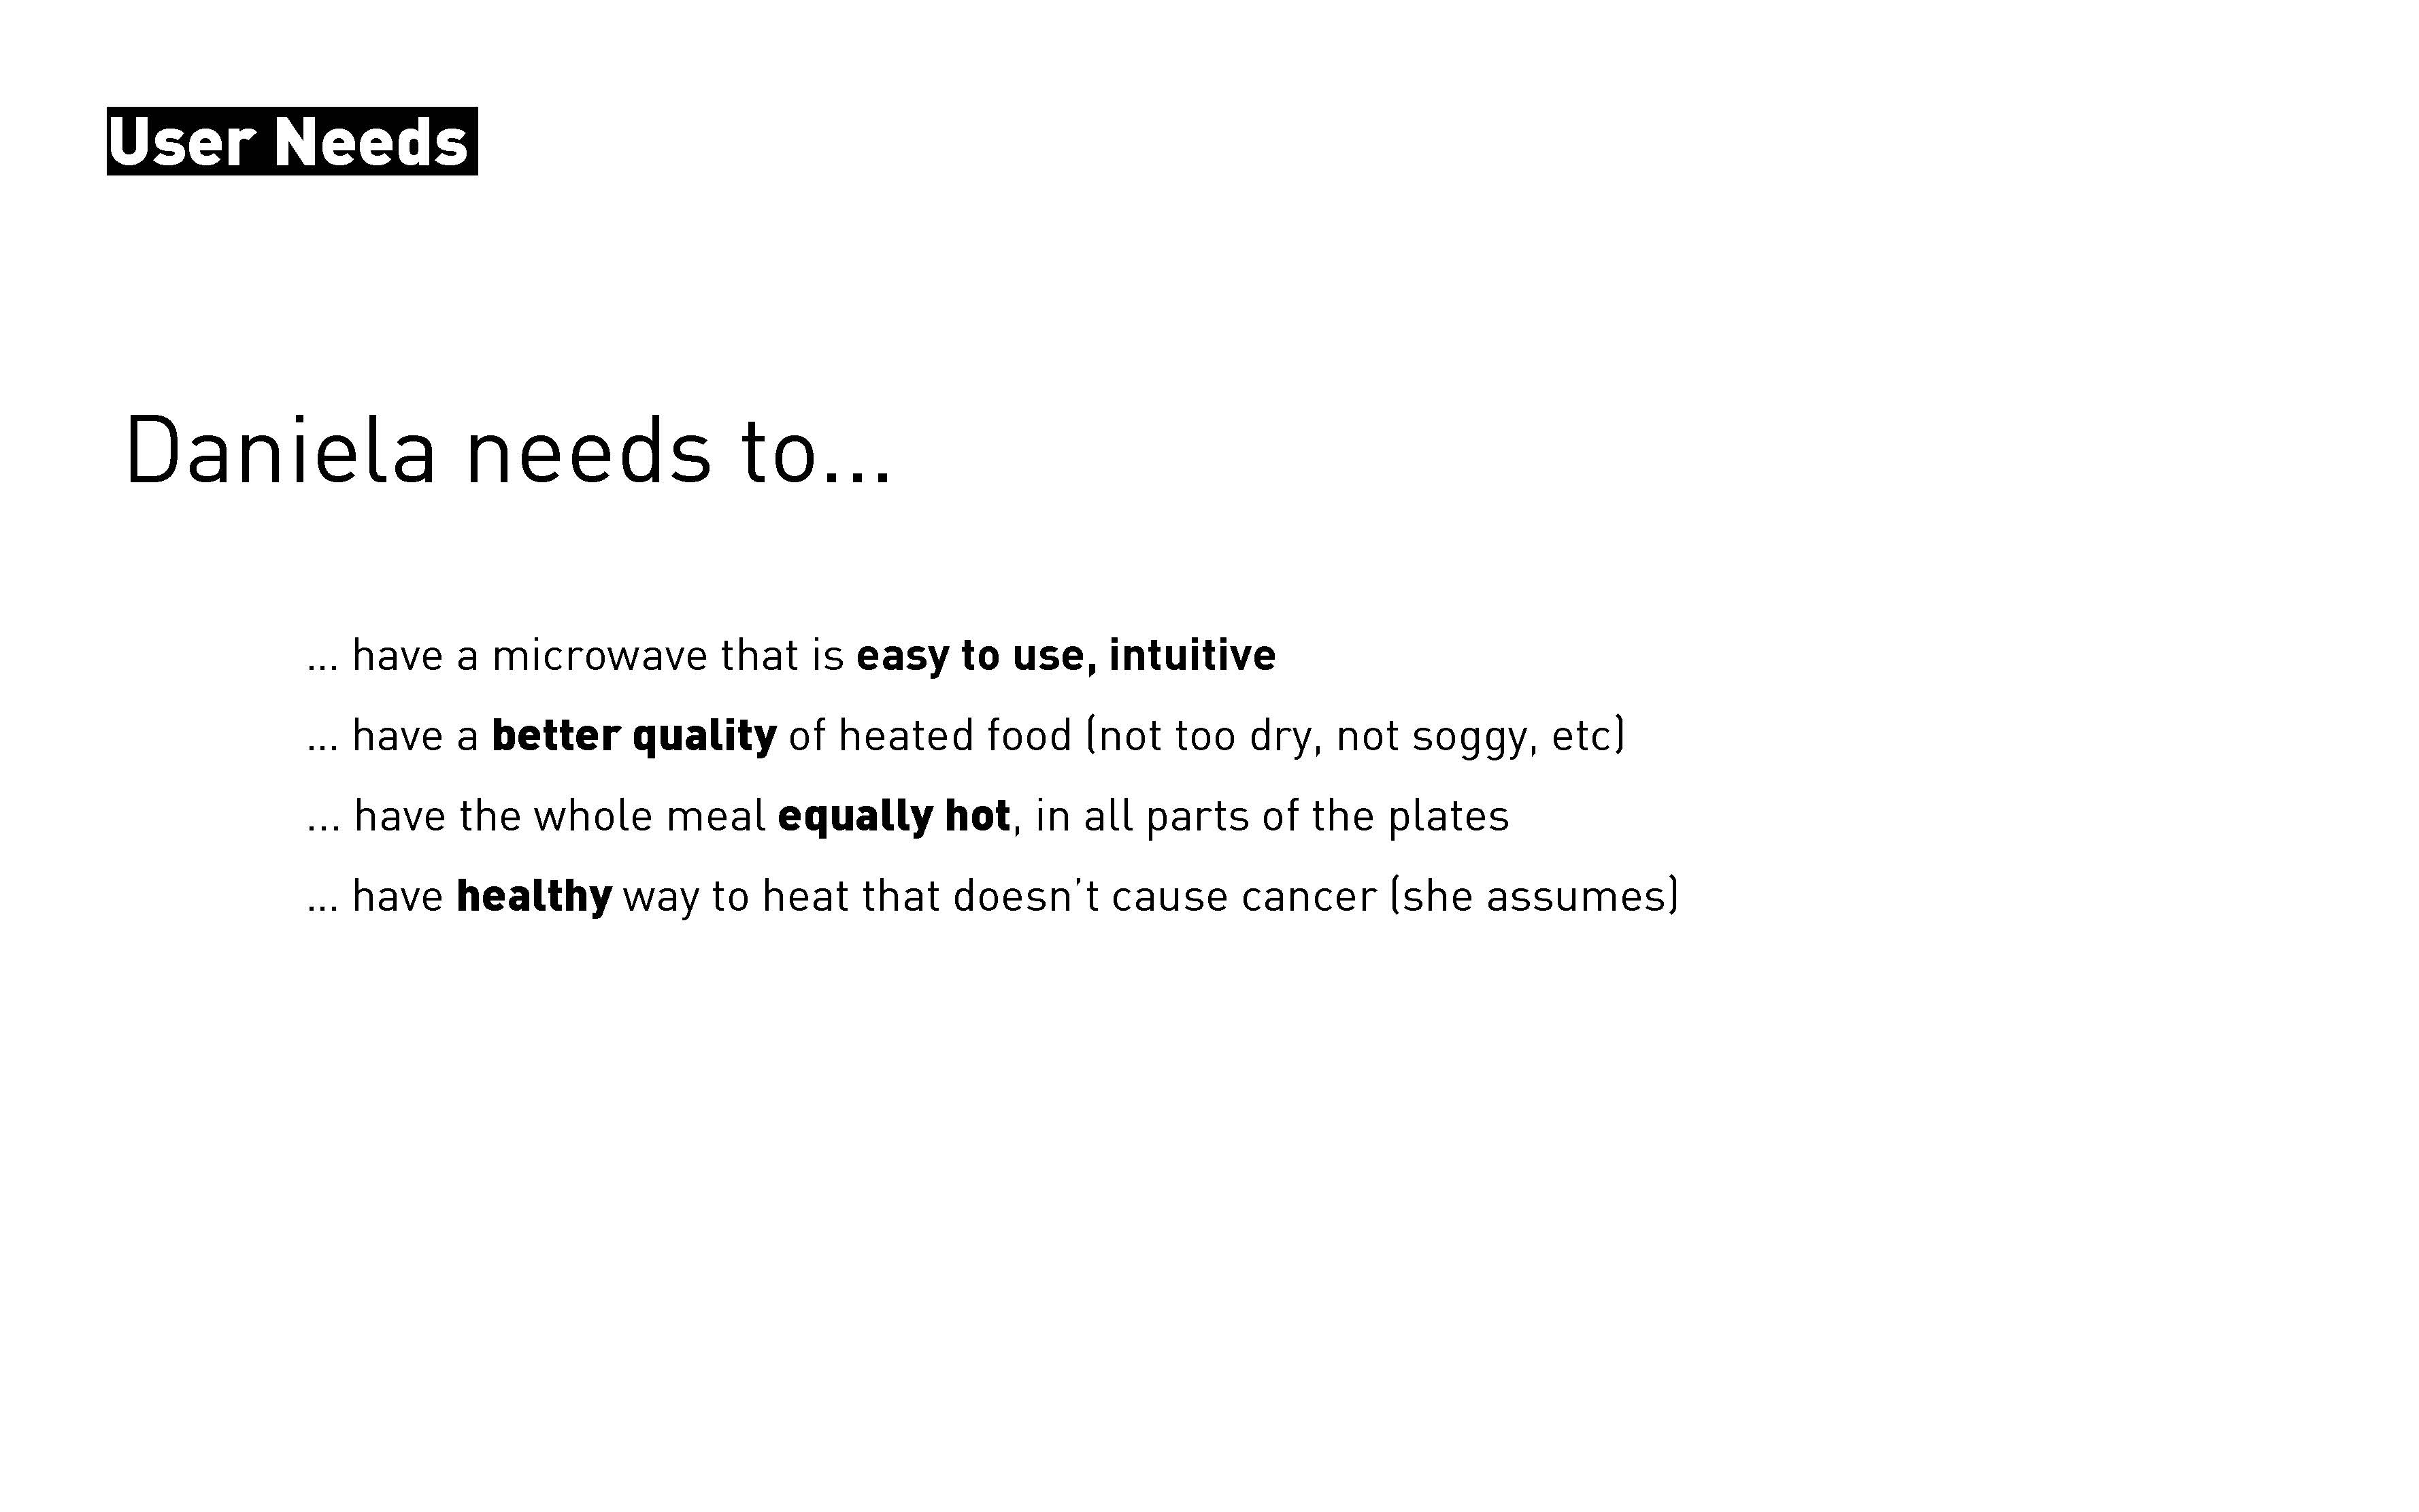 User Needs
Daniela needs to...
... have a microwave that is easy to use, intuitive
... have a better quality of heated food (not too dry, not soggy, etc)
... have the whole meal equally hot, in all parts of the plates
... have healthy way to heat that doesn’t cause cancer (she assumes)